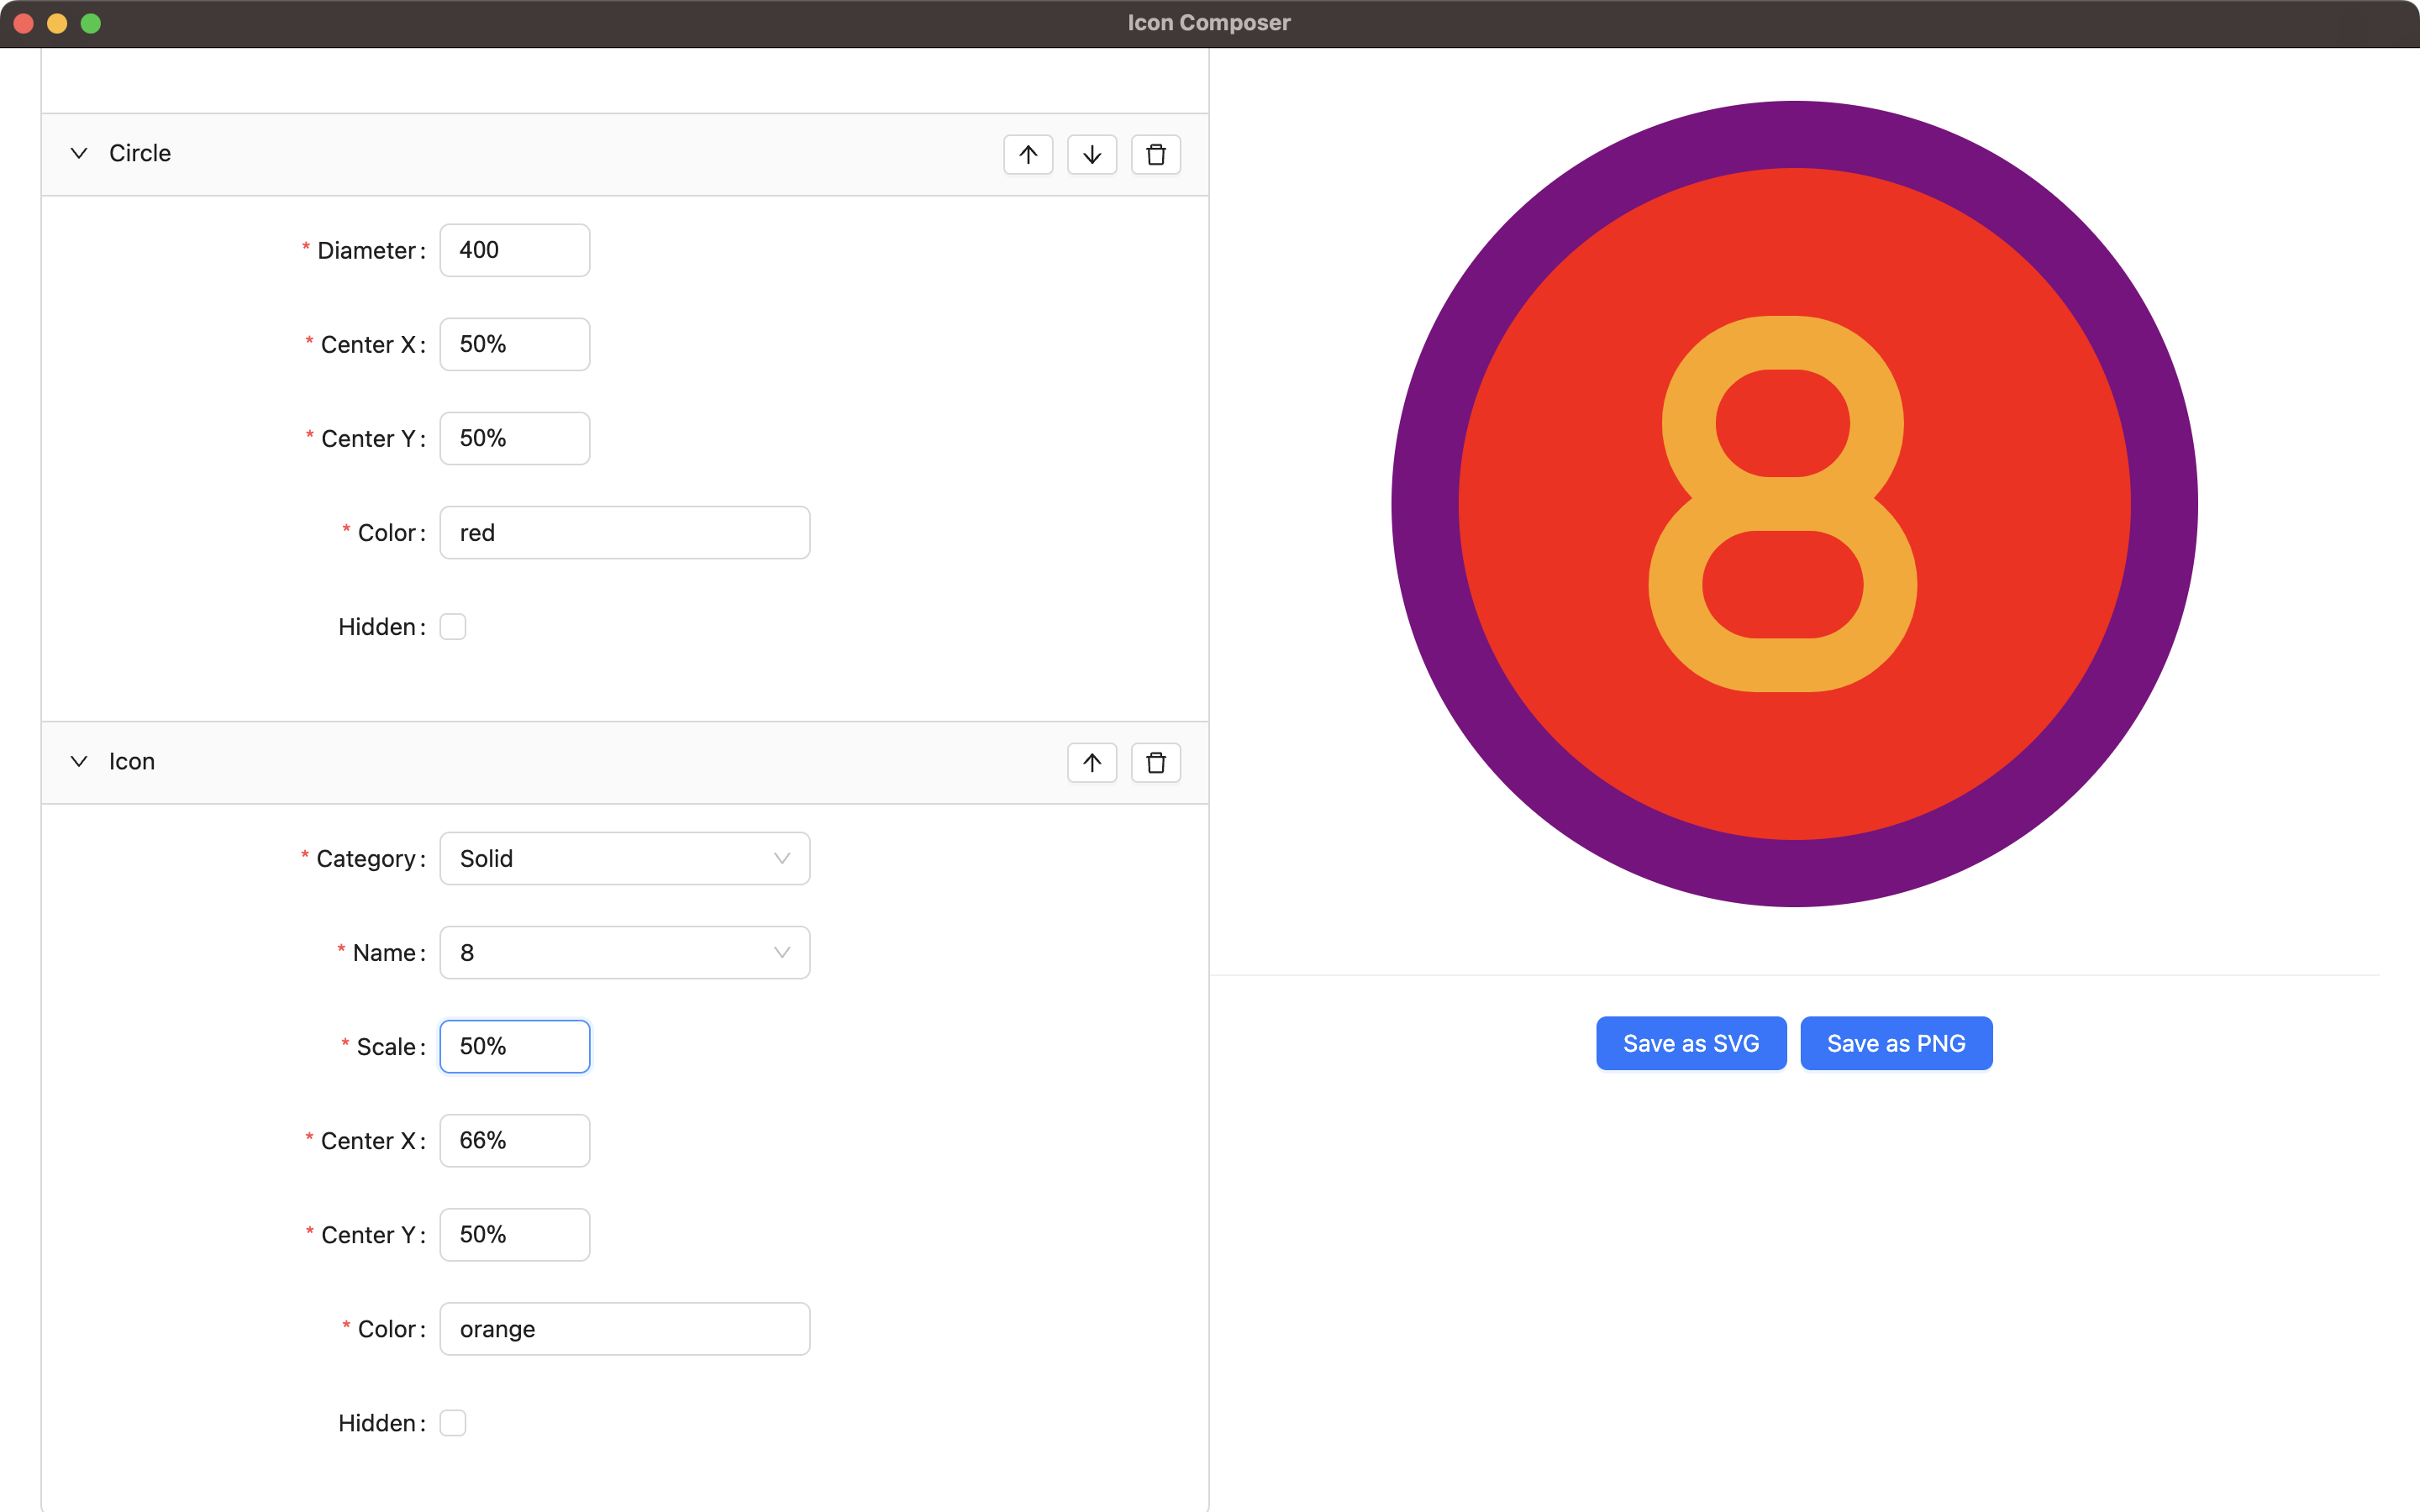 Icon Composer
Circle
* Diameter: 400
* Center X: 50%
* Center Y: 50%
* Color: red
Hidden:
Icon
* Category: Solid
* Name: 8
* Scale: 50%
* Center X: 66%
* Center Y: 50%
* Color: orange
Hidden:
8
Save as SVG
Save as PNG